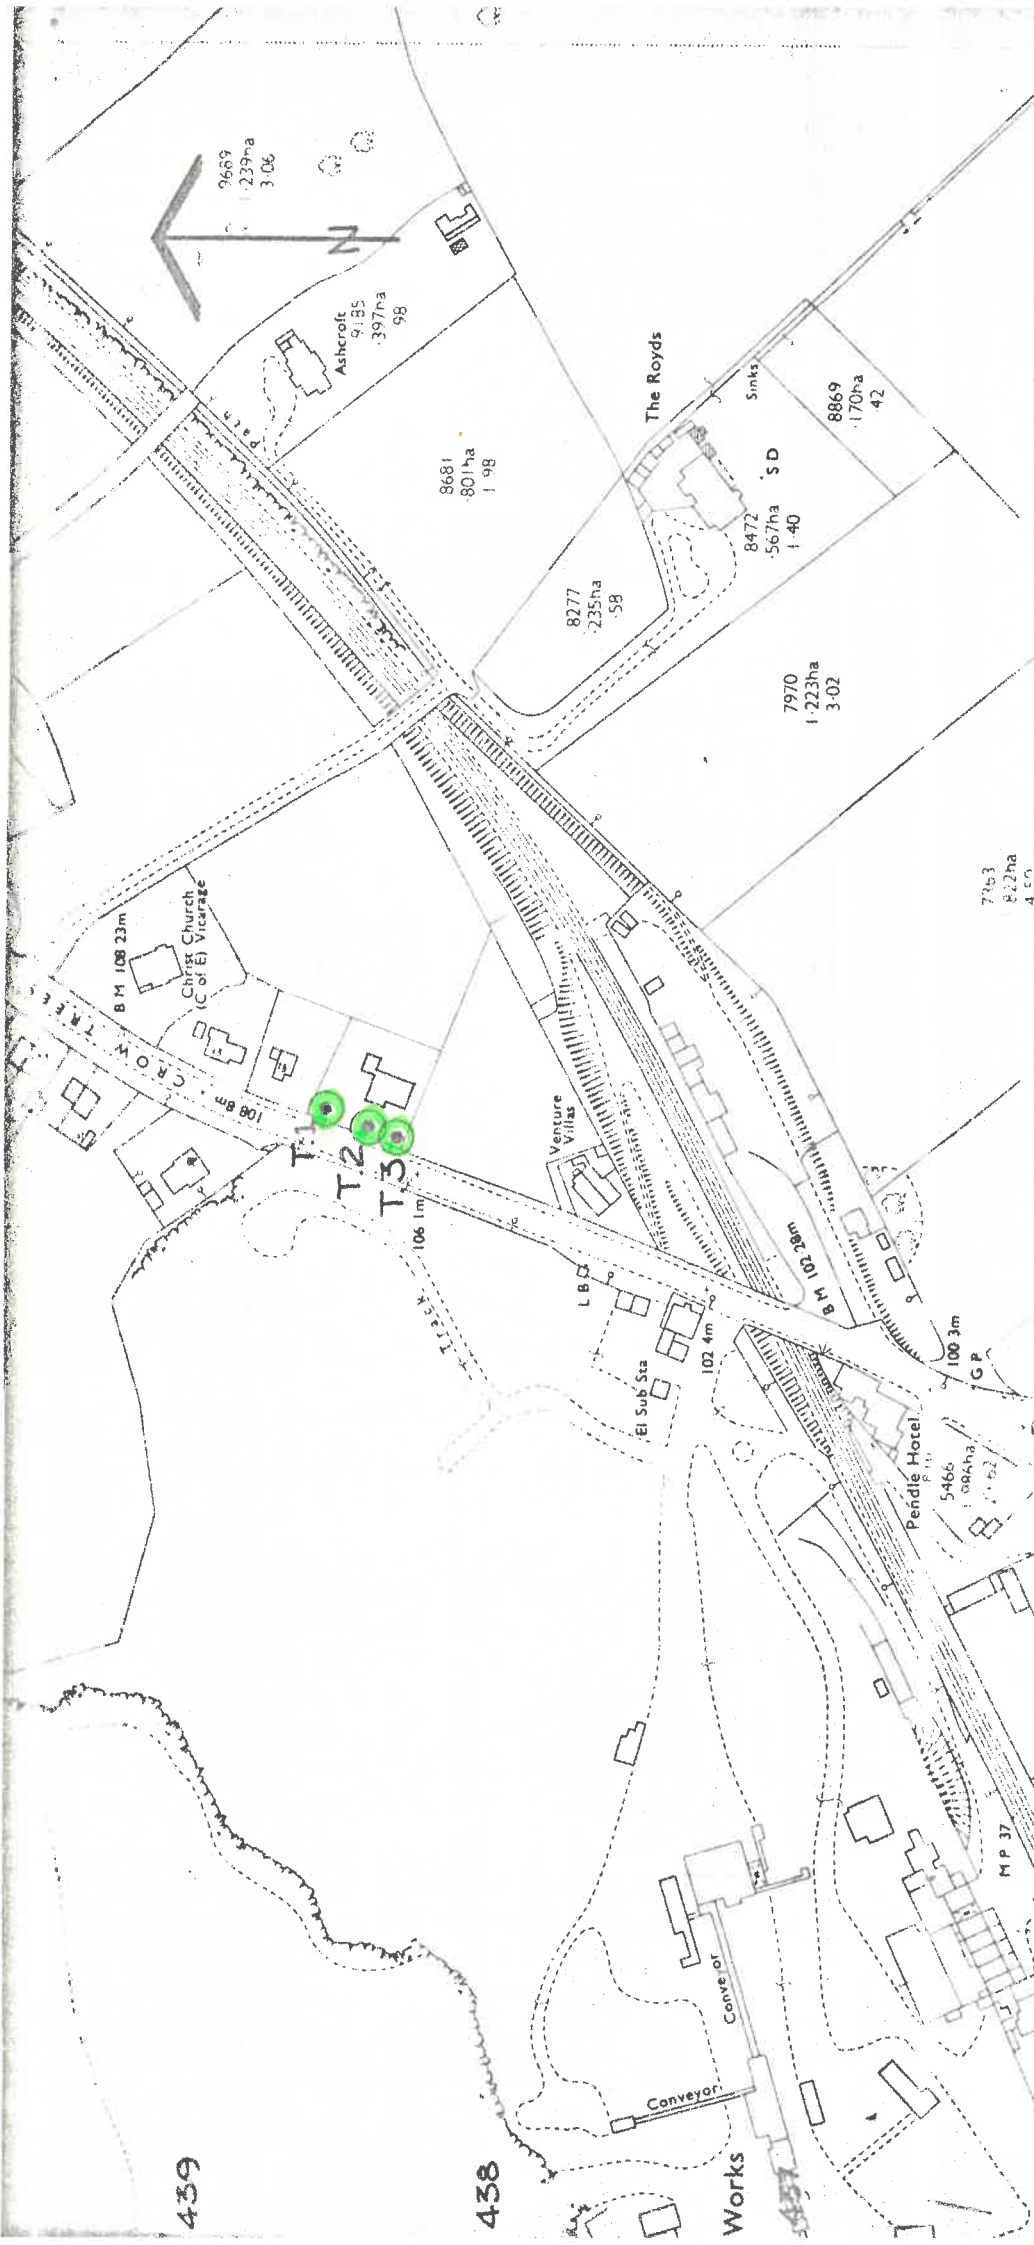 9689
1·239ha
3·06
N
Ashcroft
9185
·397ha
98
Path
8681
·801ha
1 98
The Royds
Sinks
8869
·170ha
42
S D
8472
·567ha
1·40
8277
·235ha
·58
7970
1·223ha
3·02
CROW TREES
B M 108 23m
Christ Church
(C of E) Vicarage
108 8m
T.1
T.2
T.3
106 1m
Track
Venture
Villas
L B
El Sub Sta
102 4m
B M 102 28m
100 3m
G P
Pendle Hotel
5466
M P 37
Conveyor
Conveyor
Works
439
438
437